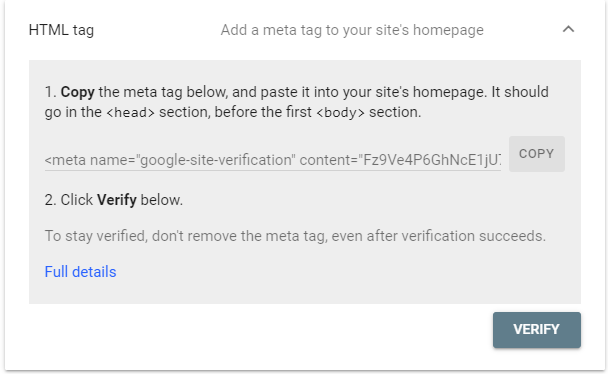 HTML tag Add a meta tag to your site's homepage
1. Copy the meta tag below, and paste it into your site's homepage. It should
go in the <head> section, before the first <body> section.
<meta name="google-site-verification" content="Fz9Ve4P6GhNcE1jU COPY
2. Click Verify below.
To stay verified, don't remove the meta tag, even after verification succeeds.
Full details
VERIFY